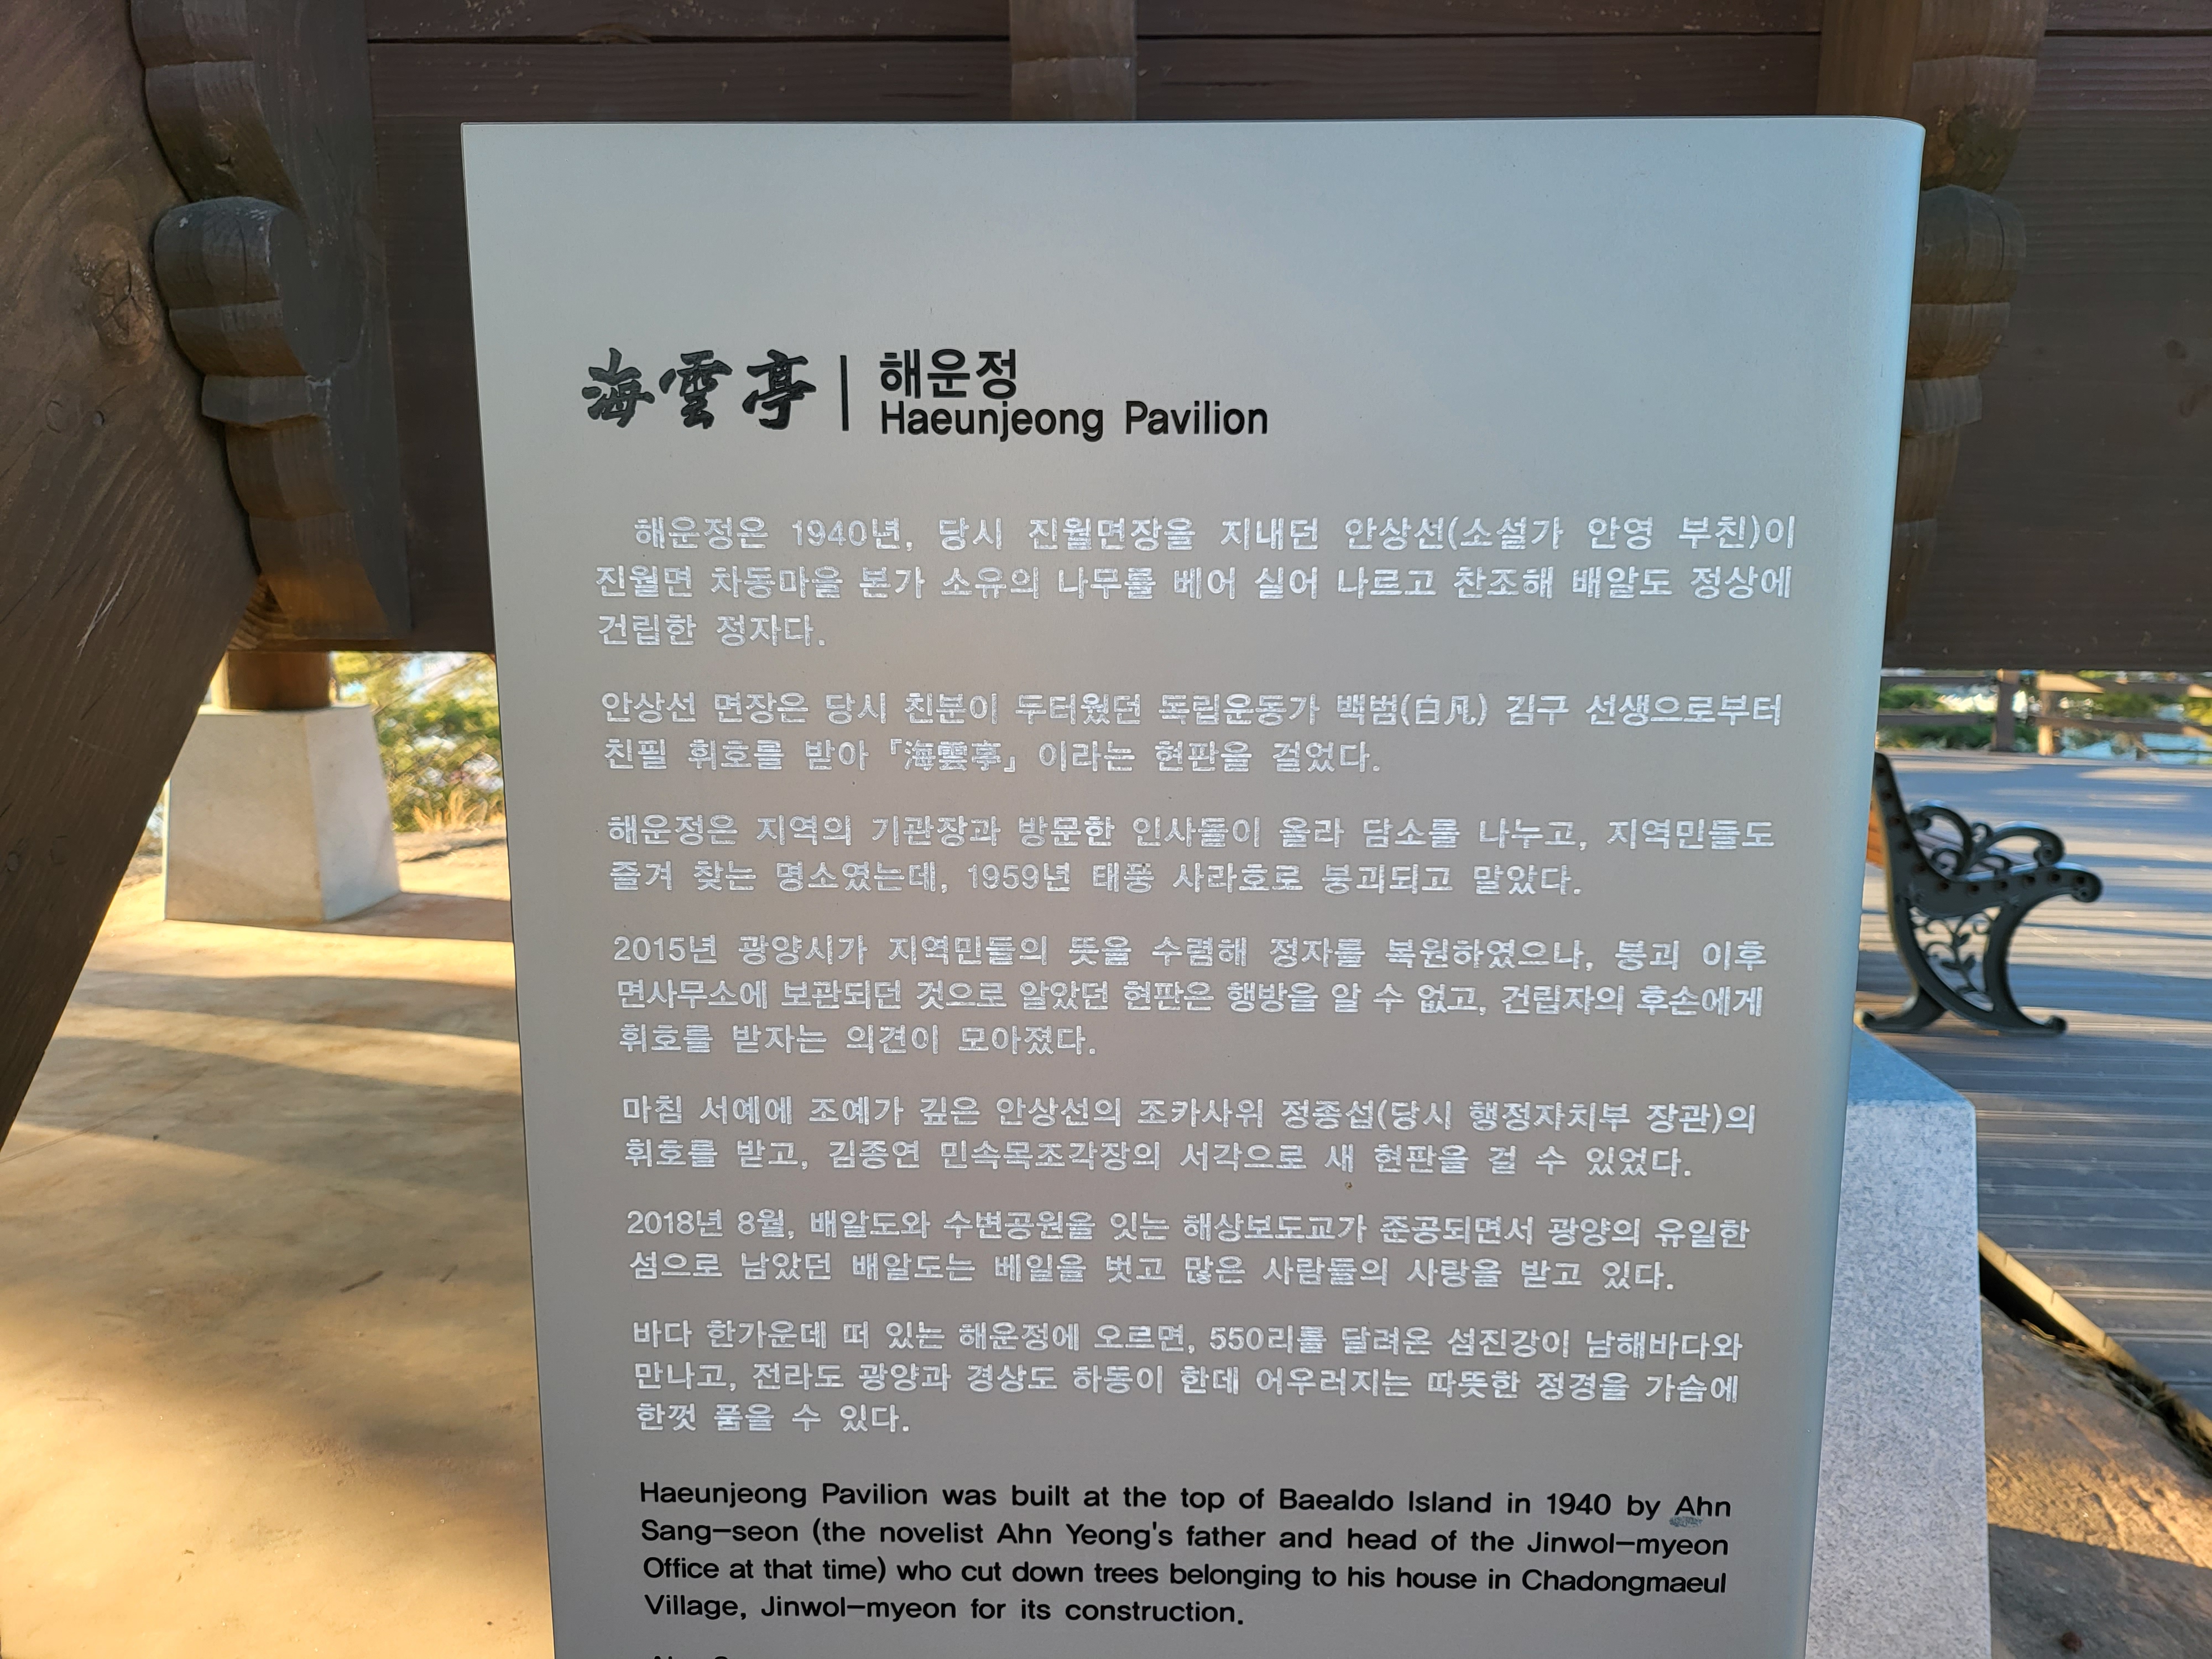 海雲亭 | 해운정
Haeunjeong Pavilion
해운정은 1940년, 당시 진월면장을 지내던 안상선(소설가 안영 부친)이
진월면 차동마을 본가 소유의 나무를 베어 실어 나르고 찬조해 배알도 정상에
건립한 정자다.
안상선 면장은 당시 친분이 두터웠던 독립운동가 백범(白凡) 김구 선생으로부터
친필 휘호를 받아 『海雲亭』이라는 현판을 걸었다.
해운정은 지역의 기관장과 방문한 인사들이 올라 담소를 나누고, 지역민들도
즐겨 찾는 명소였는데, 1959년 태풍 사라호로 붕괴되고 말았다.
2015년 광양시가 지역민들의 뜻을 수렴해 정자를 복원하였으나, 붕괴 이후
면사무소에 보관되던 것으로 알았던 현판은 행방을 알 수 없고, 건립자의 후손에게
휘호를 받자는 의견이 모아졌다.
마침 서예에 조예가 깊은 안상선의 조카사위 정종섭(당시 행정자치부 장관)의
휘호를 받고, 김종연 민속목조각장의 서각으로 새 현판을 걸 수 있었다.
2018년 8월, 배알도와 수변공원을 잇는 해상보도교가 준공되면서 광양의 유일한
섬으로 남았던 배알도는 베일을 벗고 많은 사람들의 사랑을 받고 있다.
바다 한가운데 떠 있는 해운정에 오르면, 550리를 달려온 섬진강이 남해바다와
만나고, 전라도 광양과 경상도 하동이 한데 어우러지는 따뜻한 정경을 가슴에
한껏 품을 수 있다.
Haeunjeong Pavilion was built at the top of Baealdo Island in 1940 by Ahn
Sang-seon (the novelist Ahn Yeong's father and head of the Jinwol-myeon
Office at that time) who cut down trees belonging to his house in Chadongmaeul
Village, Jinwol-myeon for its construction.